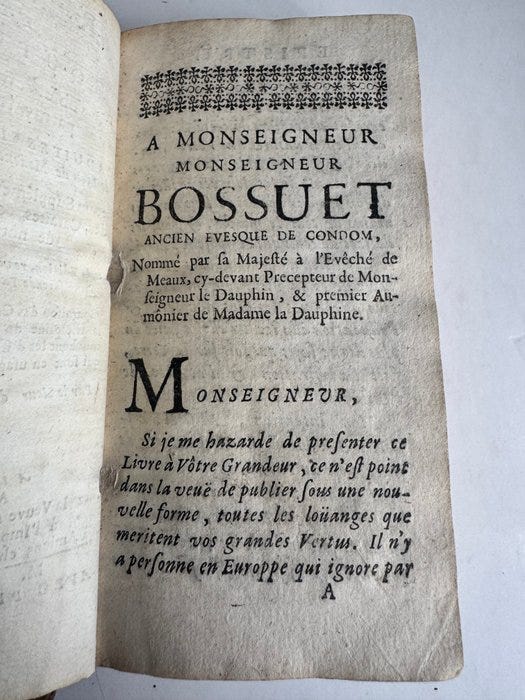 A MONSEIGNEUR
MONSEIGNEUR
BOSSUET
ANCIEN EVESQUE DE CONDOM,
Nommé par ſa Majeſté à l'Evêché de
Meaux, cy-devant Precepteur de Mon-
ſeigneur le Dauphin, & premier Au-
mônier de Madame la Dauphine.
MONSEIGNEUR,
Si je me hazarde de preſenter ce
Livre à Vôtre Grandeur, ce n'eſt point
dans la veuë de publier ſous une nou-
velle forme, toutes les loüanges que
meritent vos grandes Vertus. Il n'y
a perſonne en Europpe qui ignore par
A